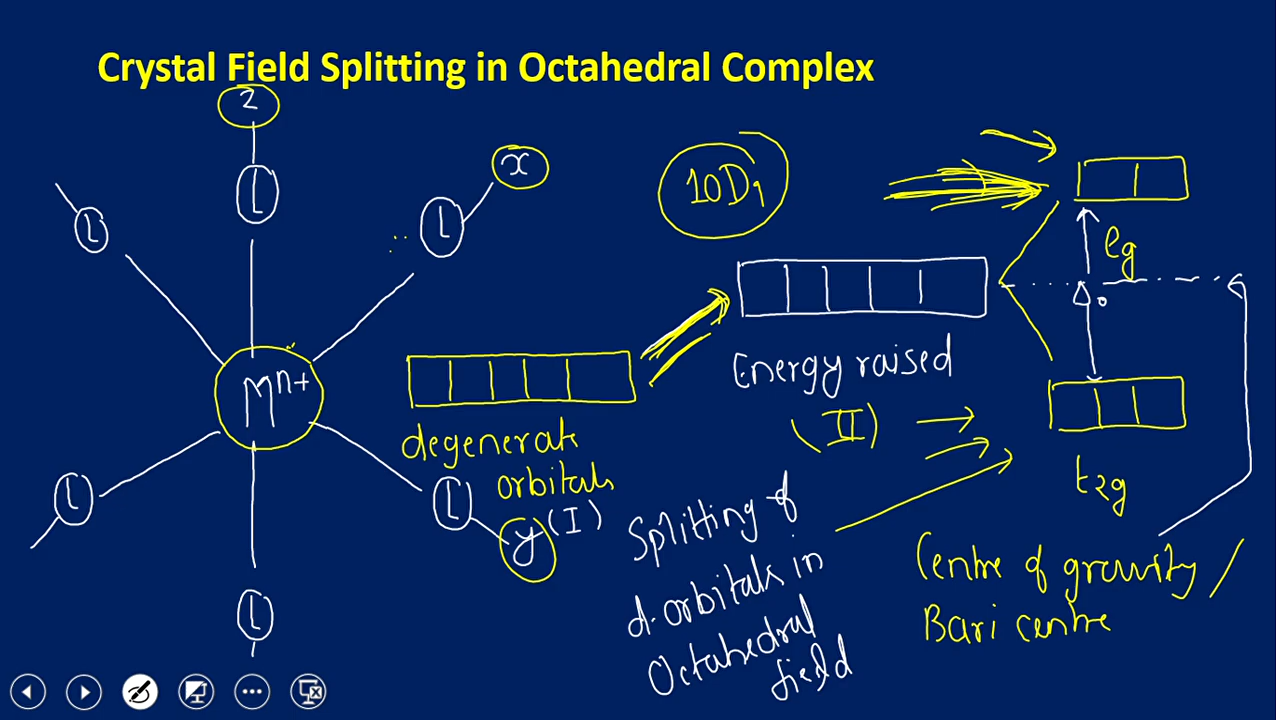 Crystal Field Splitting in Octahedral Complex
z
L
x
L
L
M^n+
L
L
y
L
degenerate
orbitals
(I)
10Dq
Energy raised
(II)
eg
Δo
t2g
Splitting of
d-orbitals in
Octahedral
field
Centre of gravity /
Bari centre